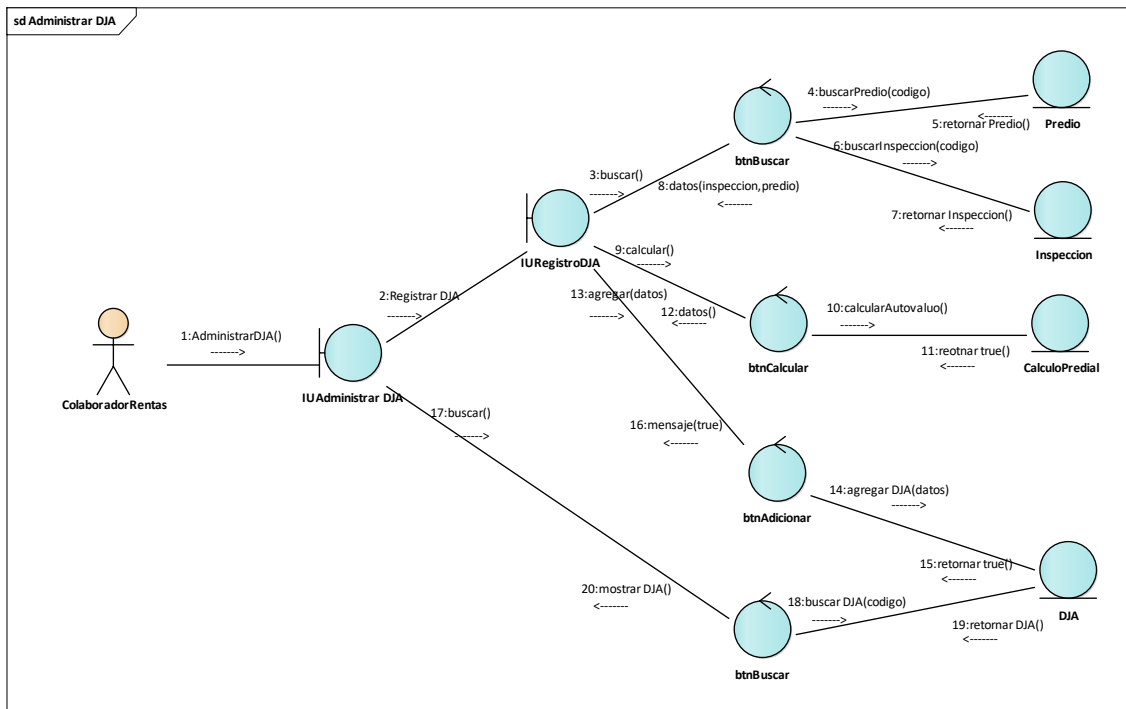 sd Administrar DJA
4:buscarPredio(codigo)
------->
<-------
5:retornar Predio()
Predio
btnBuscar
6:buscarInspeccion(codigo)
------->
3:buscar()
------->
8:datos(inspeccion,predio)
<-------
7:retornar Inspeccion()
<-------
Inspeccion
IURegistroDJA
9:calcular()
------->
2:Registrar DJA
------->
13:agregar(datos)
------->
12:datos()
<-------
10:calcularAutovaluo()
------->
1:AdministrarDJA()
------->
11:reotnar true()
<-------
btnCalcular
CalculoPredial
ColaboradorRentas
IUAdministrar DJA
17:buscar()
------->
16:mensaje(true)
<-------
14:agregar DJA(datos)
------->
btnAdicionar
15:retornar true()
<-------
20:mostrar DJA()
<-------
18:buscar DJA(codigo)
------->
19:retornar DJA()
<-------
DJA
btnBuscar